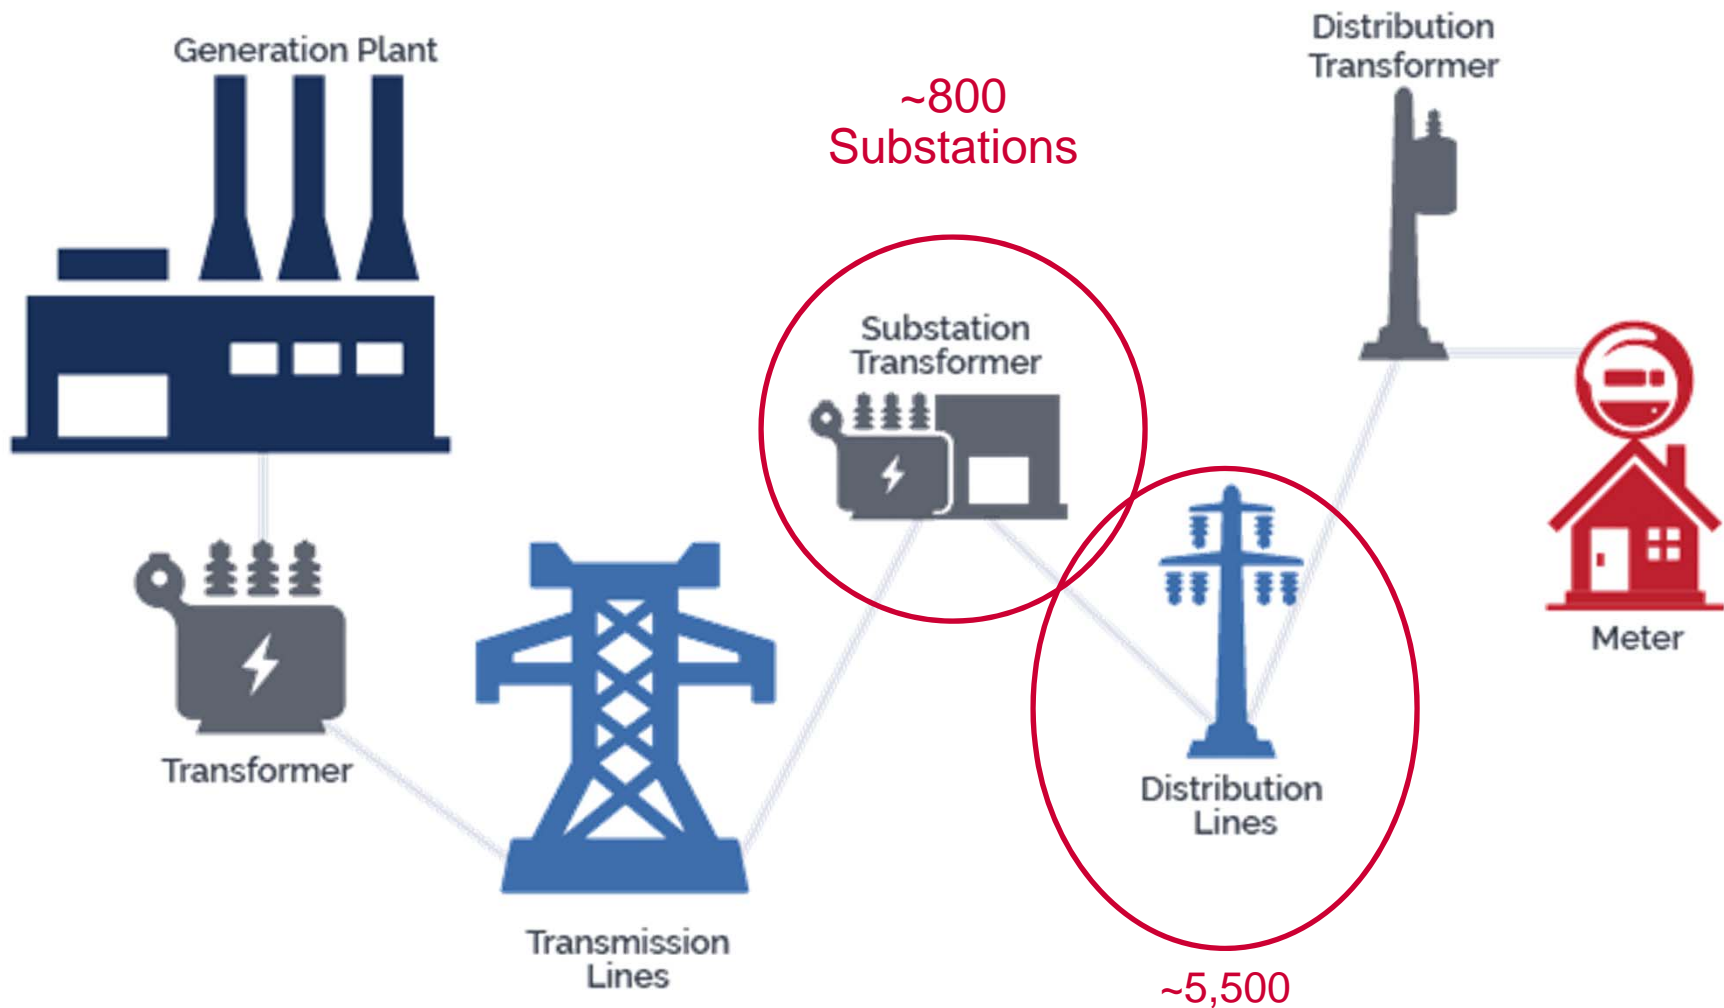 Generation Plant
~800
Substations
Distribution
Transformer
Substation
Transformer
Meter
Transformer
Distribution
Lines
Transmission
Lines
~5,500